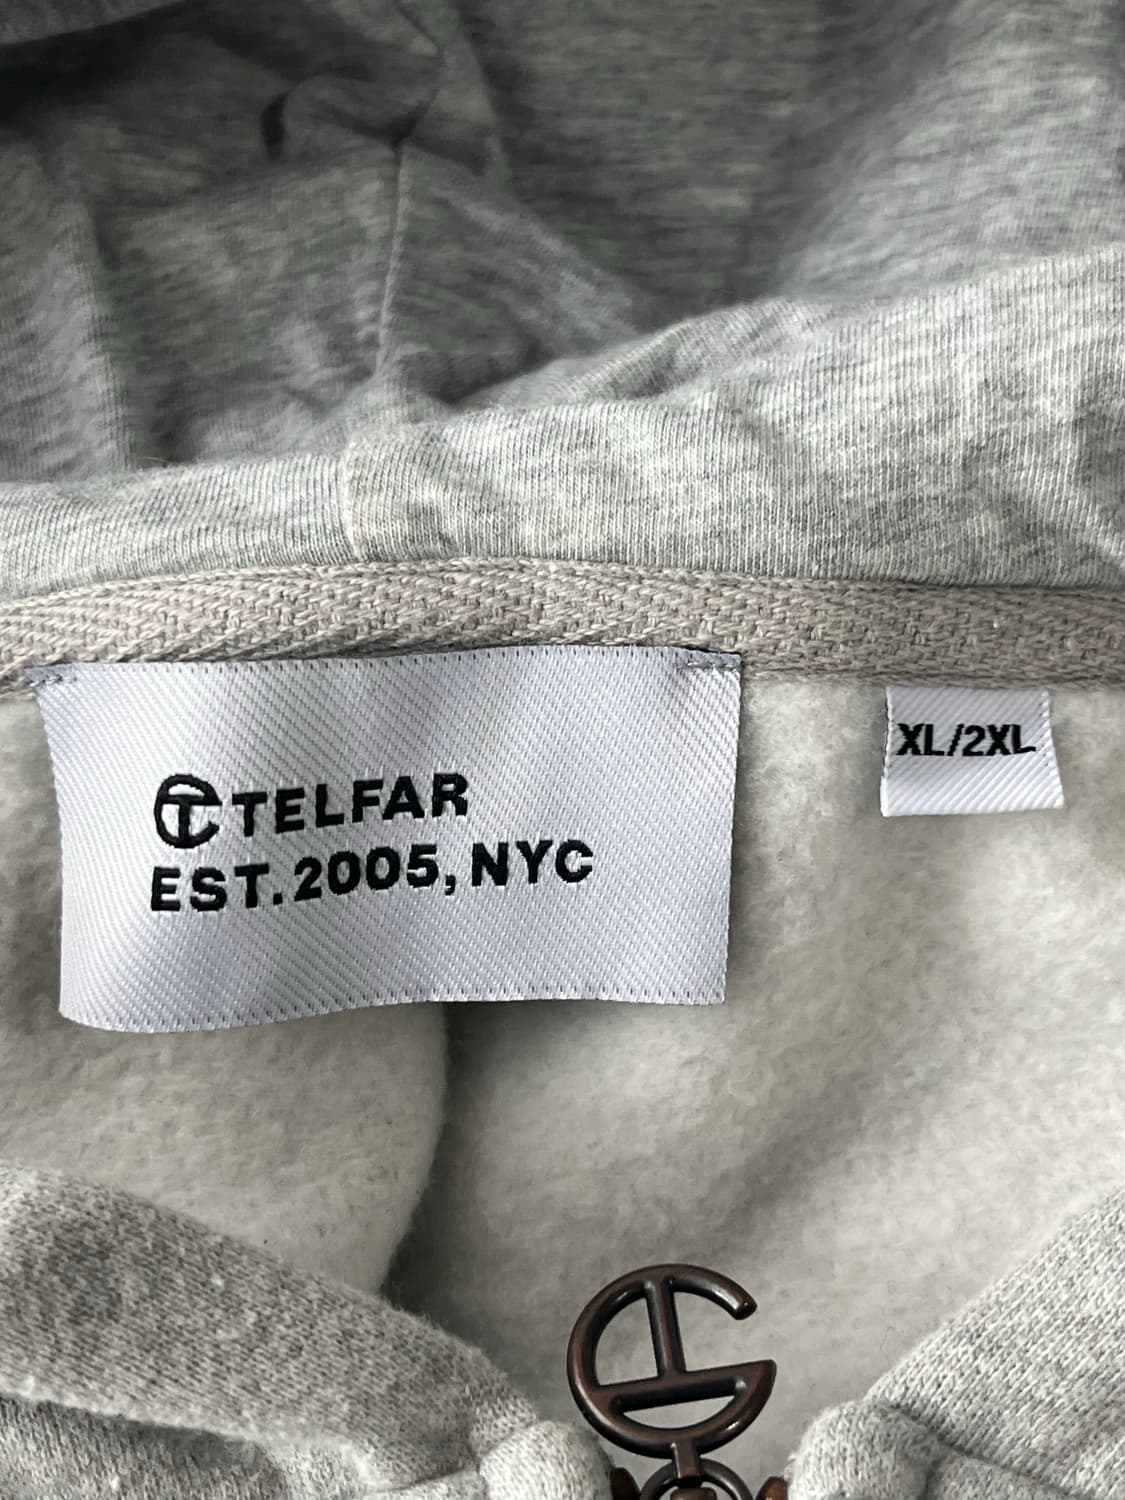 TELFAR
EST. 2005, NYC
XL/2XL